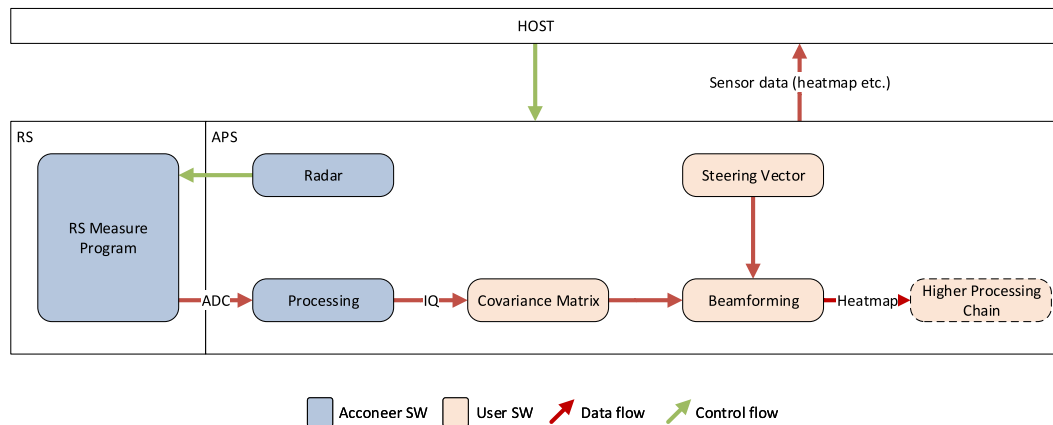 HOST
Sensor data (heatmap etc.)
RS
APS
RS Measure
Program
Radar
Steering Vector
ADC
Processing
IQ
Covariance Matrix
Beamforming
Heatmap
Higher Processing
Chain
Acconeer SW
User SW
Data flow
Control flow